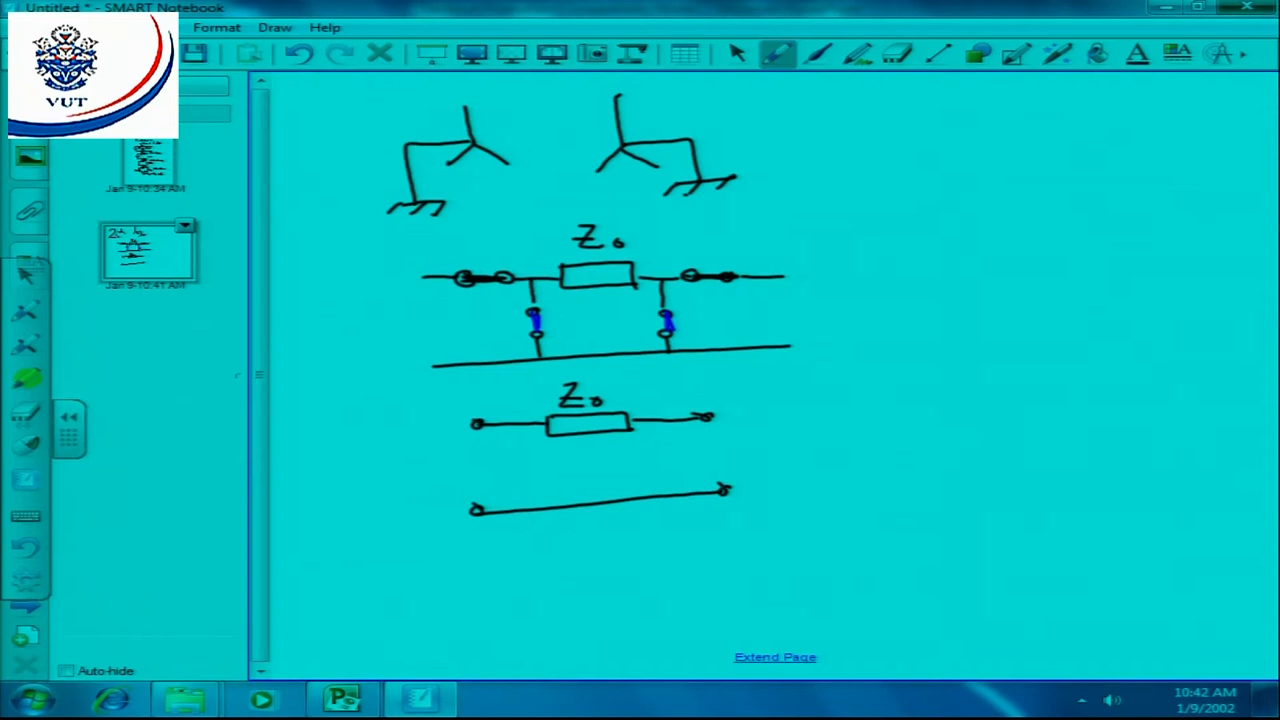 Untitled * - SMART Notebook
Format Draw Help
VUT
Jan 9-10:34 AM
Jan 9-10:41 AM
Z₀
Z₀
Extend Page
Auto-hide
10:42 AM
1/9/2002